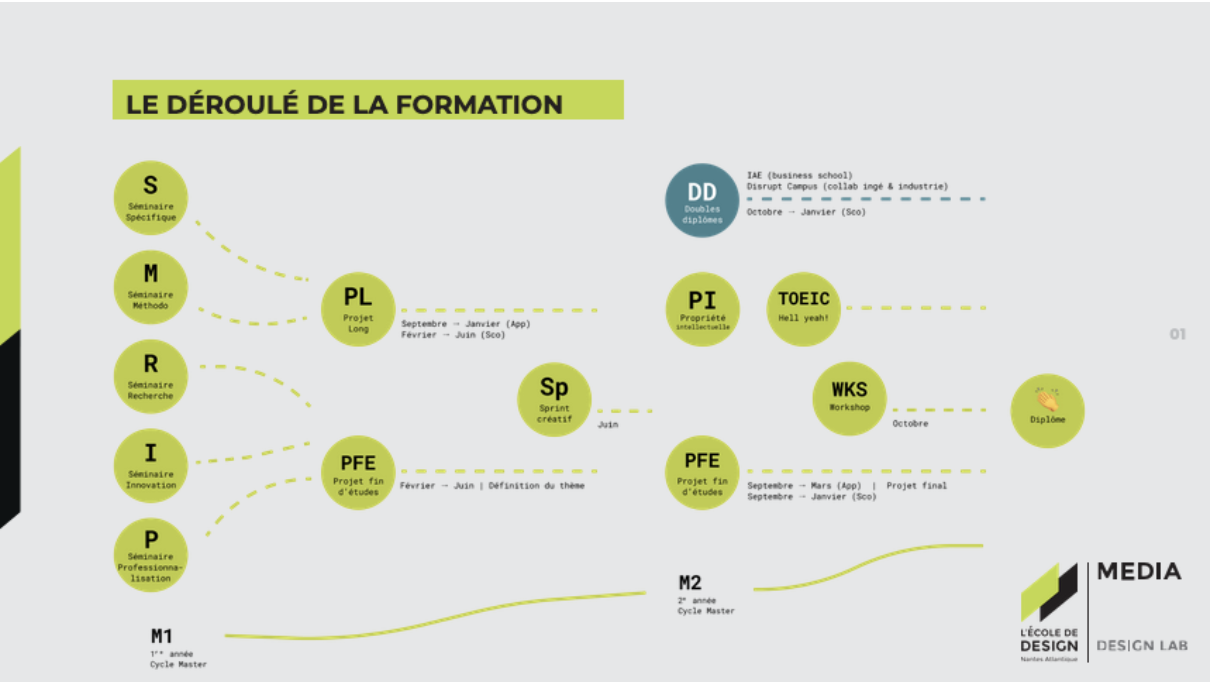 LE DÉROULÉ DE LA FORMATION
S
Séminaire
Spécifique
M
Séminaire
Méthodo
R
Séminaire
Recherche
I
Séminaire
Innovation
P
Séminaire
Professionna-
lisation
PL
Projet
Long
Septembre → Janvier (App)
Février → Juin (Sco)
Sp
Sprint
créatif
Juin
PFE
Projet fin
d'études
Février → Juin | Définition du thème
DD
Doubles
diplômes
IAE (business school)
Disrupt Campus (collab ingé & industrie)
Octobre → Janvier (Sco)
PI
Propriété
intellectuelle
TOEIC
Hell yeah!
WKS
Workshop
Octobre
Diplôme
PFE
Projet fin
d'études
Septembre → Mars (App) | Projet final
Septembre → Janvier (Sco)
M1
1ʳᵉ année
Cycle Master
M2
2ᵉ année
Cycle Master
01
L'ÉCOLE DE
DESIGN
Nantes Atlantique
MEDIA
DESIGN LAB